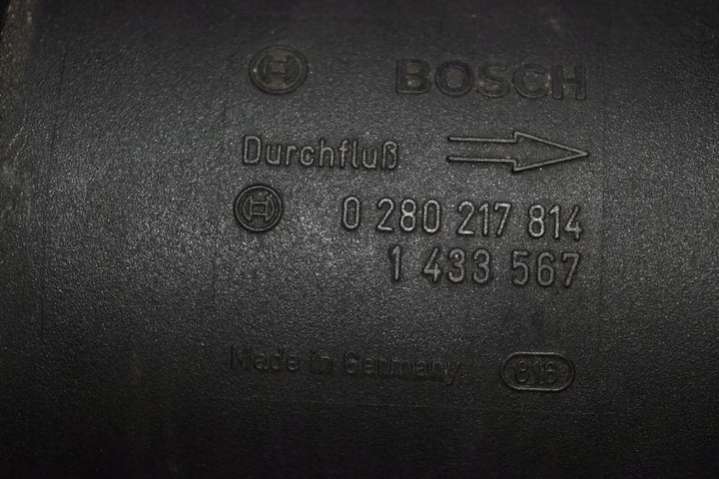 BOSCH
Durchfluß
0 280 217 814
1 433 567
Made in Germany 816